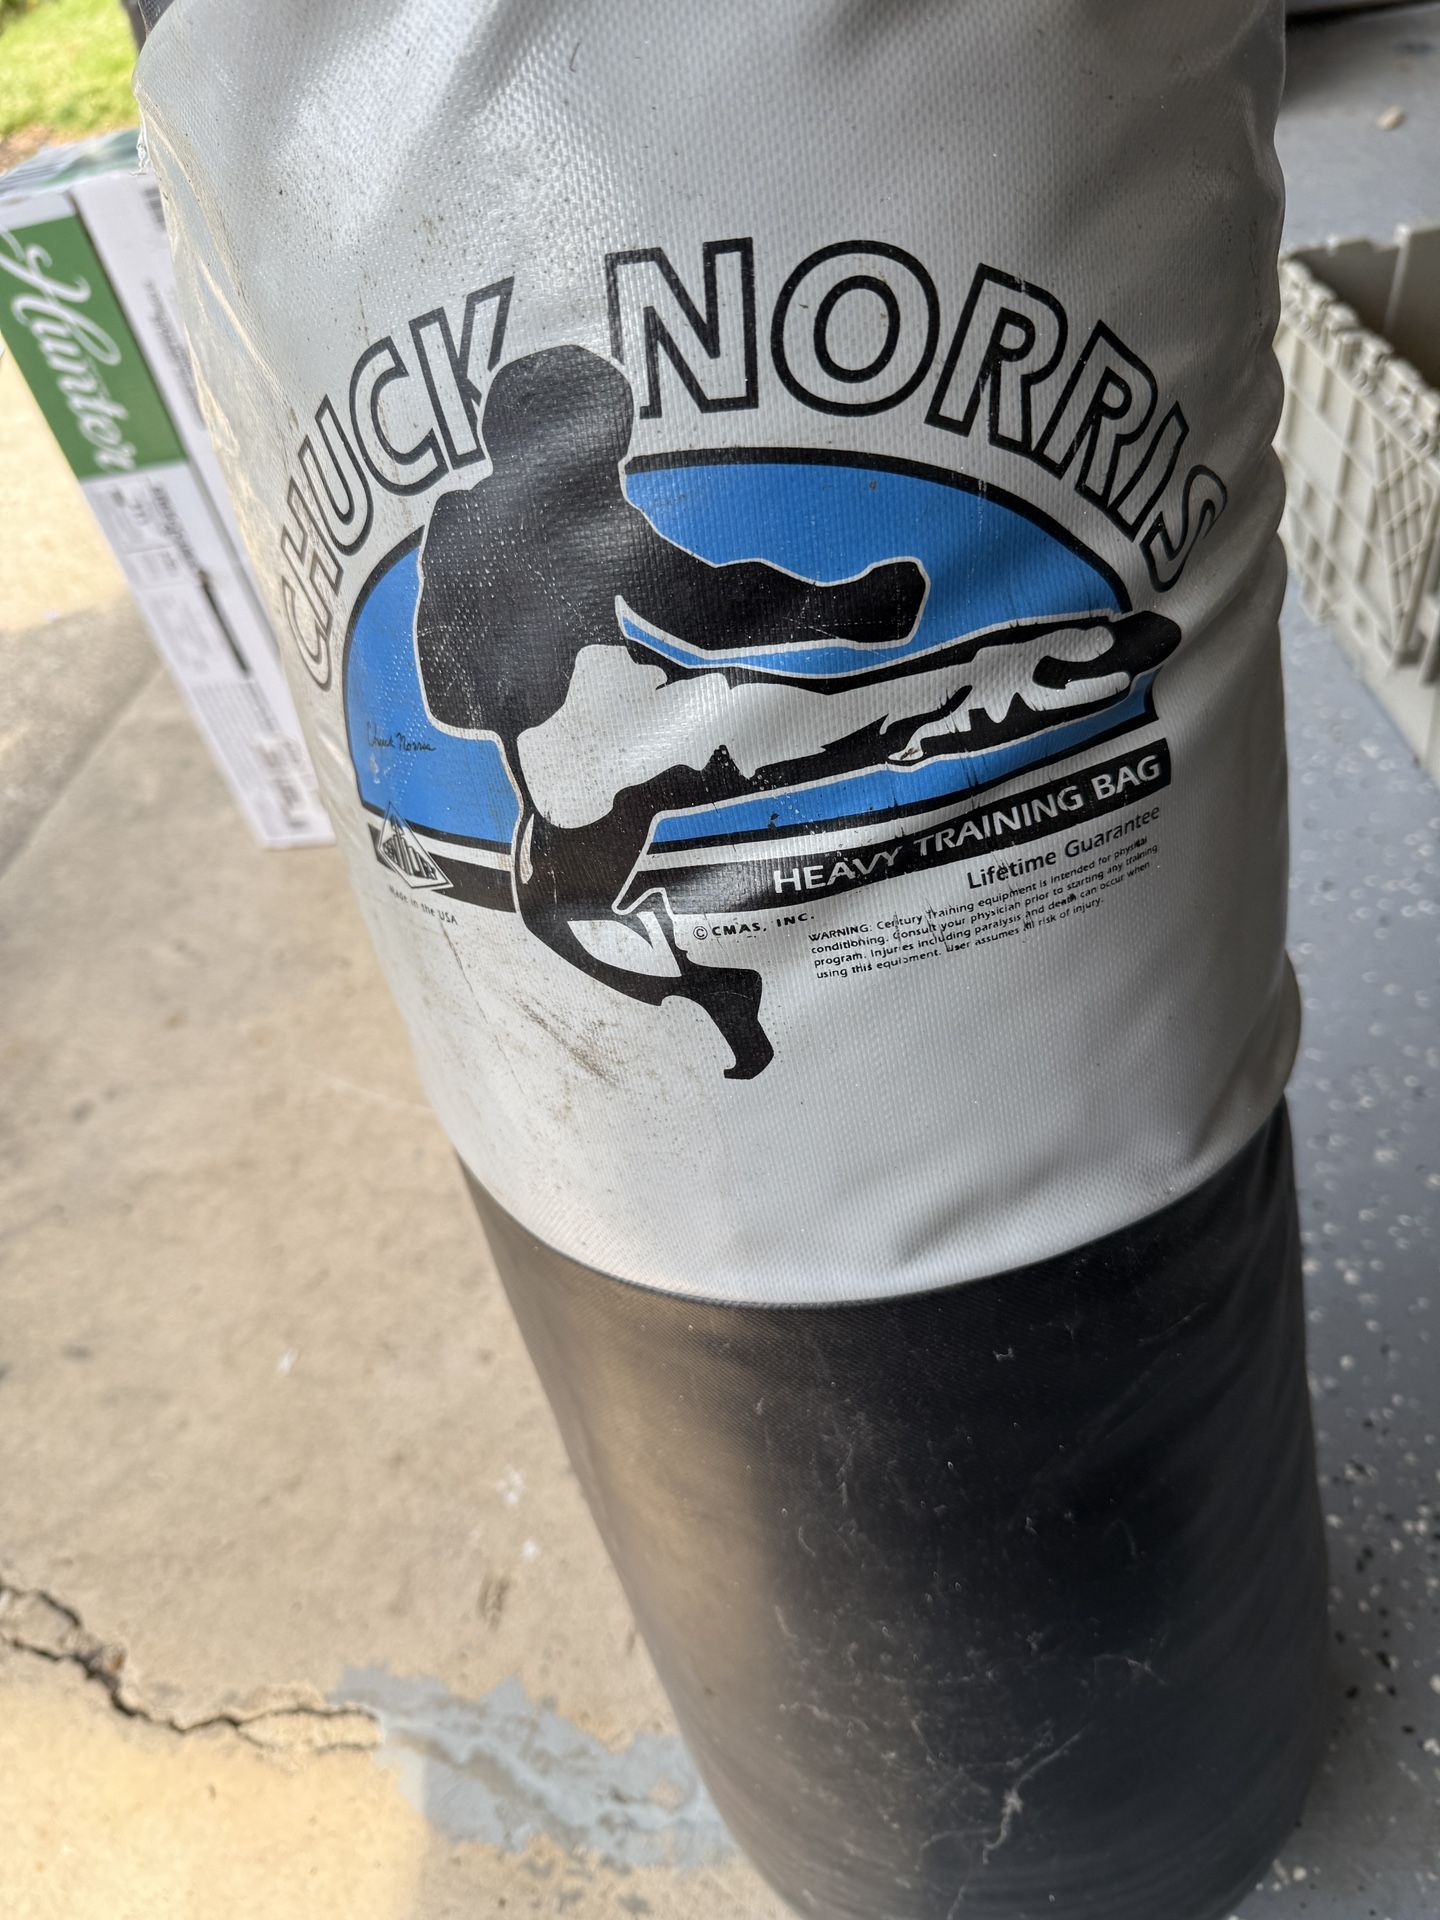 CHUCK NORRIS
Hunter
Chuck Norris
HEAVY TRAINING BAG
Lifetime Guarantee
Made in the USA
© CMAS, INC.
WARNING: Century Training equipment is intended for physical
conditioning. Consult your physician prior to starting any training
program. Injuries including paralysis and death can occur when
using this equipment. User assumes all risk of injury.